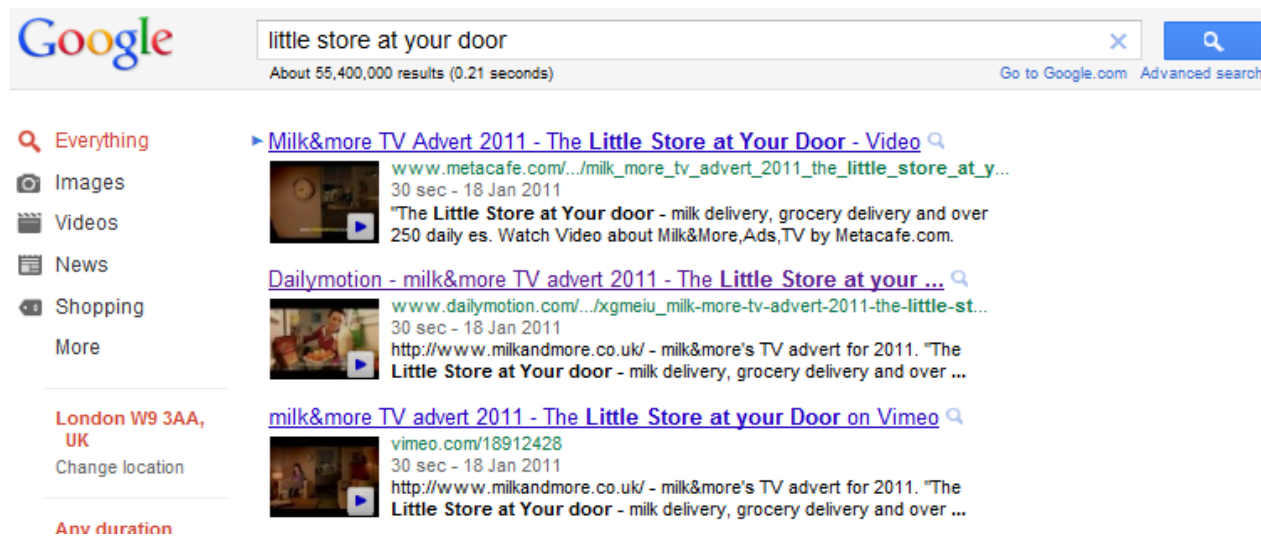 Google
little store at your door
About 55,400,000 results (0.21 seconds)
Go to Google.com Advanced search
Everything
Images
Videos
News
Shopping
More
London W9 3AA,
UK
Change location
Any duration
Milk&more TV Advert 2011 - The Little Store at Your Door - Video
www.metacafe.com/.../milk_more_tv_advert_2011_the_little_store_at_y...
30 sec - 18 Jan 2011
"The Little Store at Your door - milk delivery, grocery delivery and over
250 daily es. Watch Video about Milk&More,Ads,TV by Metacafe.com.
Dailymotion - milk&more TV advert 2011 - The Little Store at your ...
www.dailymotion.com/.../xgmeiu_milk-more-tv-advert-2011-the-little-st...
30 sec - 18 Jan 2011
http://www.milkandmore.co.uk/ - milk&more's TV advert for 2011. "The
Little Store at Your door - milk delivery, grocery delivery and over ...
milk&more TV advert 2011 - The Little Store at your Door on Vimeo
vimeo.com/18912428
30 sec - 18 Jan 2011
http://www.milkandmore.co.uk/ - milk&more's TV advert for 2011. "The
Little Store at Your door - milk delivery, grocery delivery and over ...